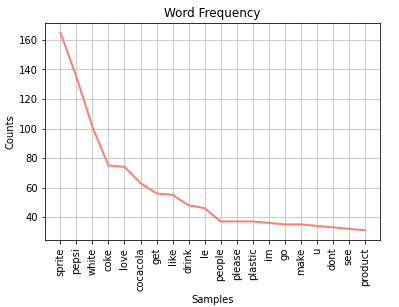 Word Frequency
160
140
120
100
80
60
40
Counts
sprite
pepsi
white
coke
love
cocacola
get
like
drink
le
people
please
plastic
im
go
make
u
dont
see
product
Samples